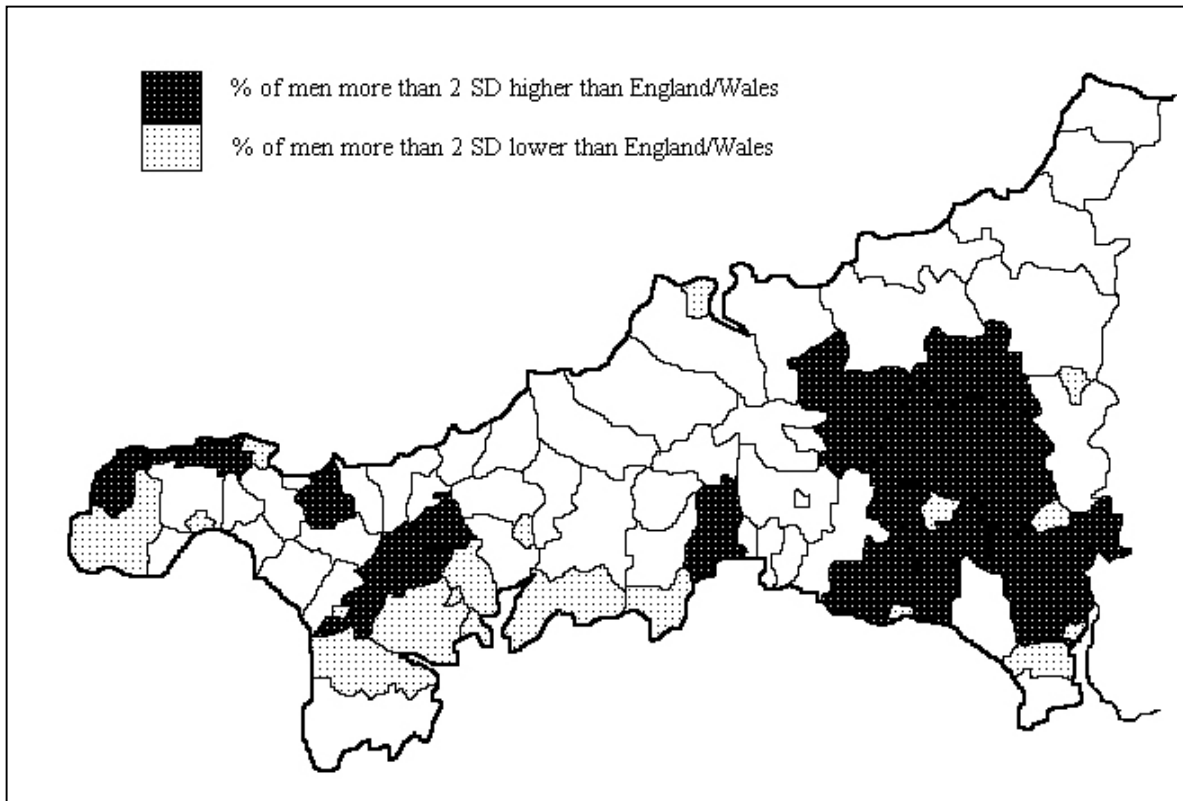 % of men more than 2 SD higher than England/Wales
% of men more than 2 SD lower than England/Wales